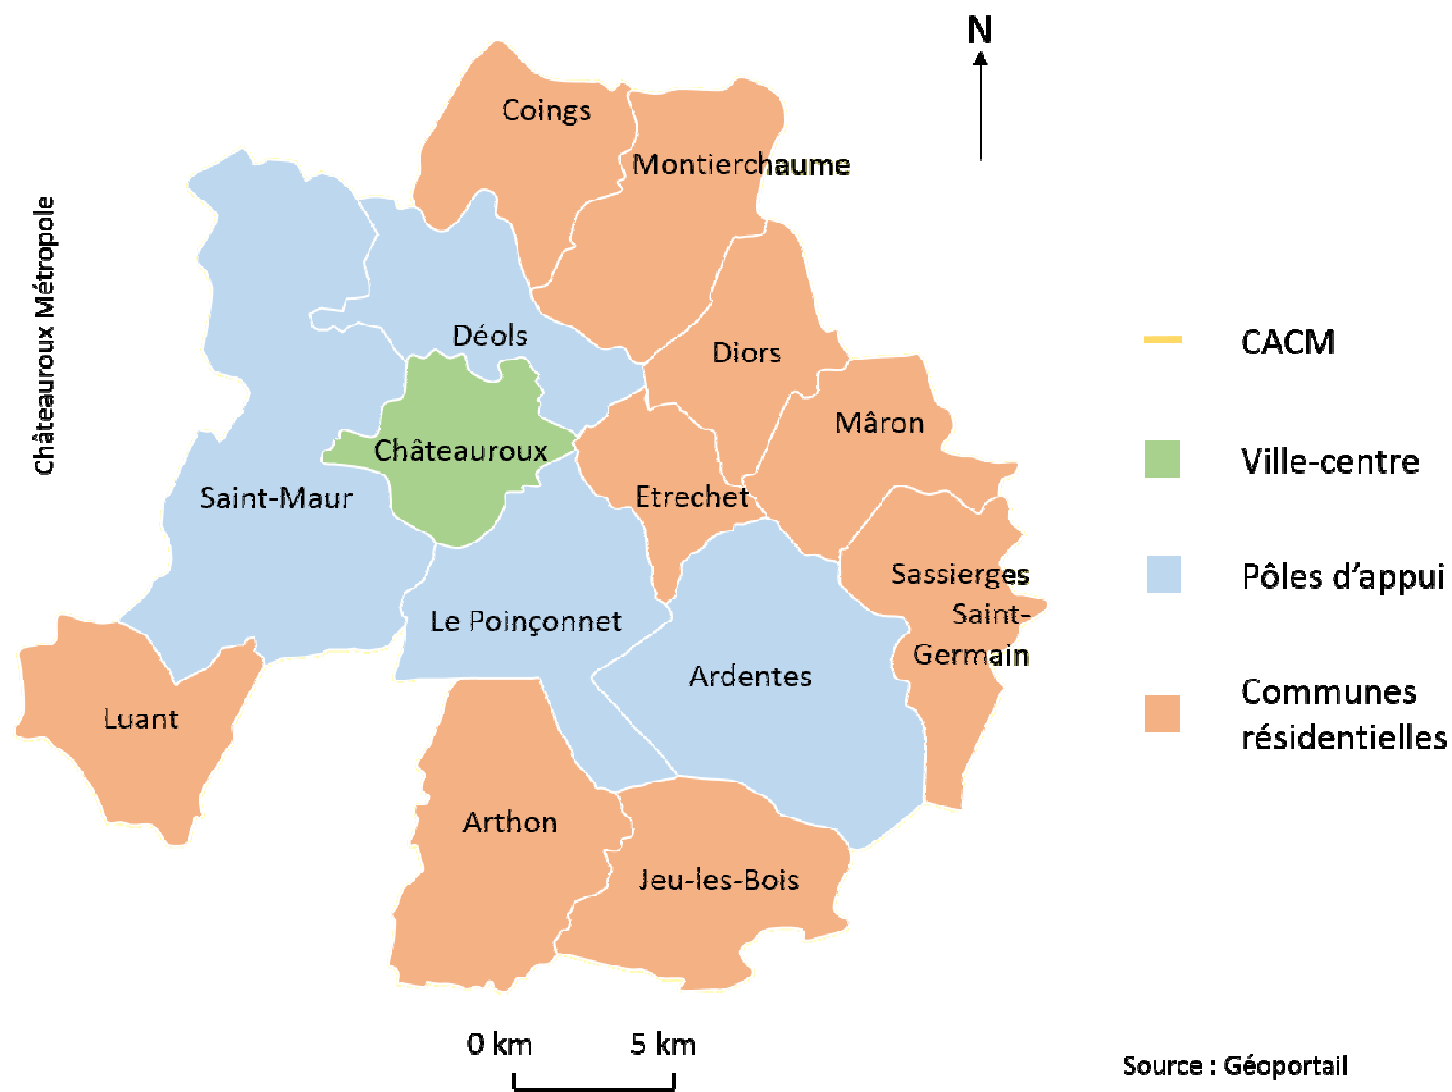 N
Coings
Montierchaume
Châteauroux Métropole
Déols
Diors
CACM
Mâron
Châteauroux
Ville-centre
Saint-Maur
Etrechet
Sassierges
Saint-
Germain
Pôles d’appui
Le Poinçonnet
Ardentes
Luant
Communes
résidentielles
Arthon
Jeu-les-Bois
0 km 5 km
Source : Géoportail